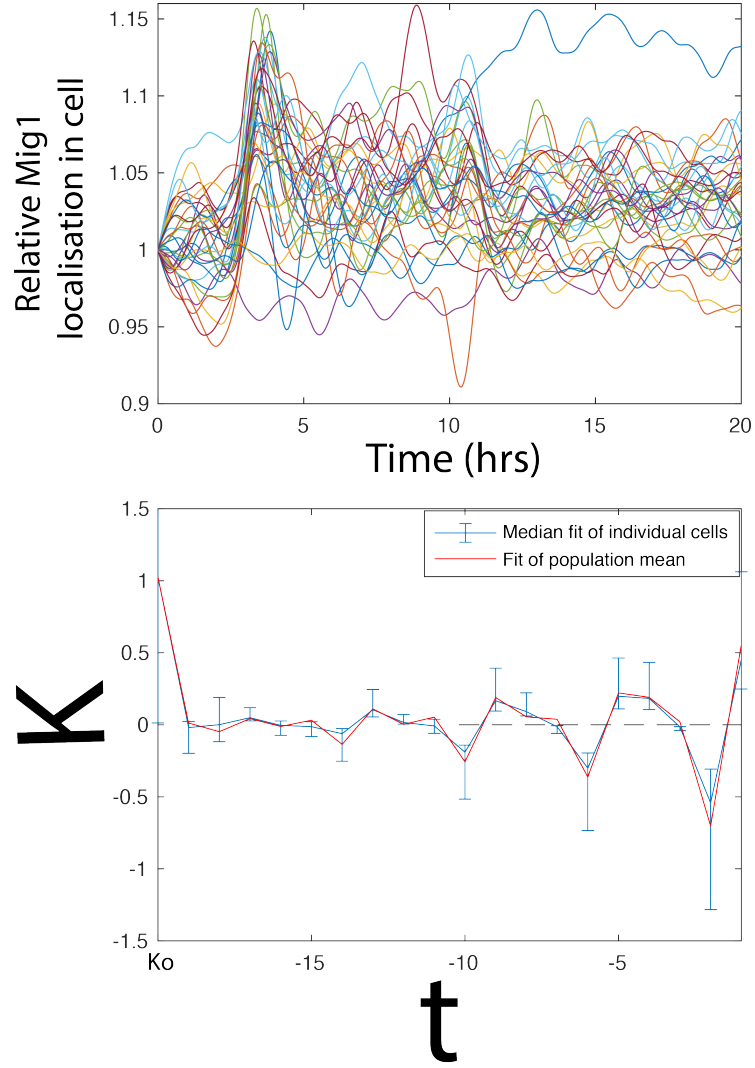 1.15
1.1
1.05
1
0.95
0.9
Relative Mig1
localisation in cell
0 5 10 15 20
Time (hrs)
1.5
1
0.5
0
-0.5
-1
-1.5
K
Median fit of individual cells
Fit of population mean
Ko -15 -10 -5
t